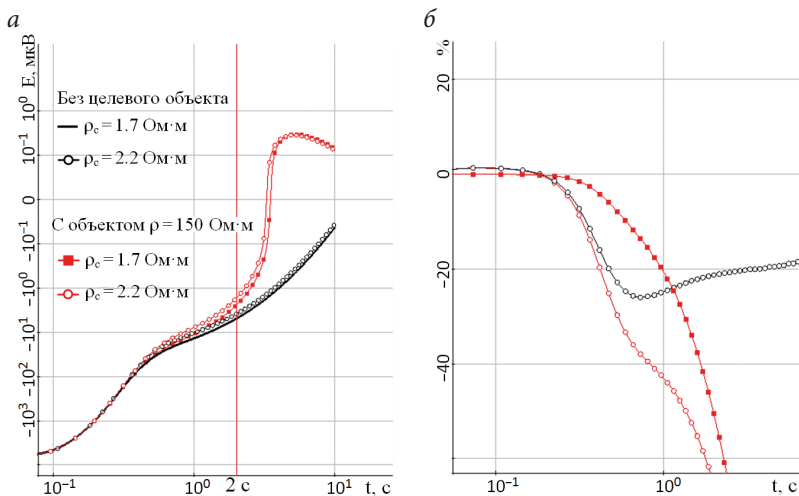 а
E, мкВ
10⁰
10⁻¹
0
-10⁻¹
-10⁰
-10¹
-10²
-10³
Без целевого объекта
ρс = 1.7 Ом·м
ρс = 2.2 Ом·м
С объектом ρ = 150 Ом·м
ρс = 1.7 Ом·м
ρс = 2.2 Ом·м
10⁻¹
10⁰
2 с
10¹
t, с
б
%
20
0
-20
-40
10⁻¹
10⁰
t, с